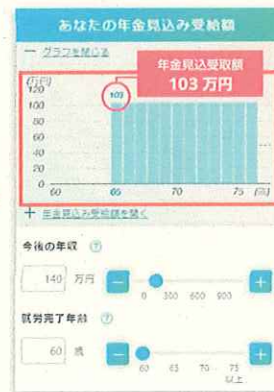 あなたの年金見込み受給額
グラフを閉じる
年金見込受取額
103 万円
(万円)
120
103
100
80
60
40
20
0
60 65 70 75 (歳)
年金見込み受給額を開く
今後の年収 ?
140 万円
0 300 600 900
就労完了年齢 ?
60 歳
60 65 70 75
以上